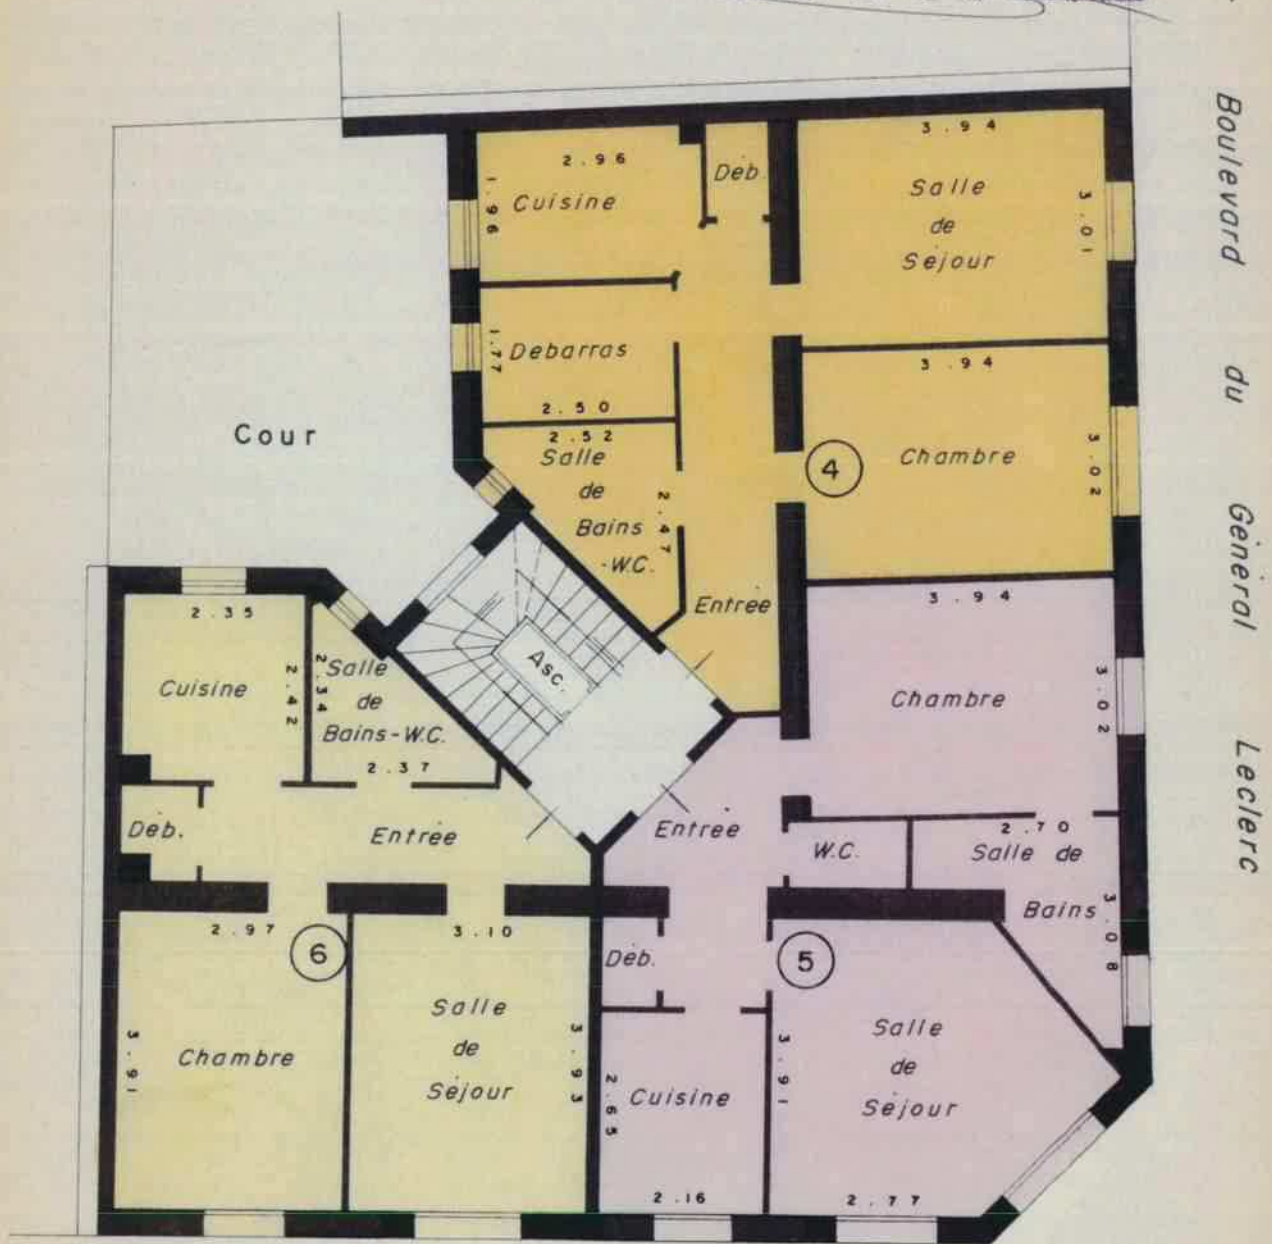 Boulevard du Général Leclerc
Cour
2.96
Cuisine
1.96
Deb.
3.94
Salle
de
Séjour
3.01
Debarras
1.77
2.50
2.52
Salle
de
Bains
-W.C.
2.47
3.94
4
Chambre
3.02
Entrée
Asc.
2.35
Cuisine
2.42
2.34
Salle
de
Bains-W.C.
2.37
Deb.
Entrée
2.97
6
Chambre
3.91
3.10
Salle
de
Séjour
3.93
3.94
Chambre
3.02
Entrée
W.C.
2.70
Salle de
Bains
3.08
Deb.
5
Cuisine
2.65
2.16
3.91
Salle
de
Séjour
2.77